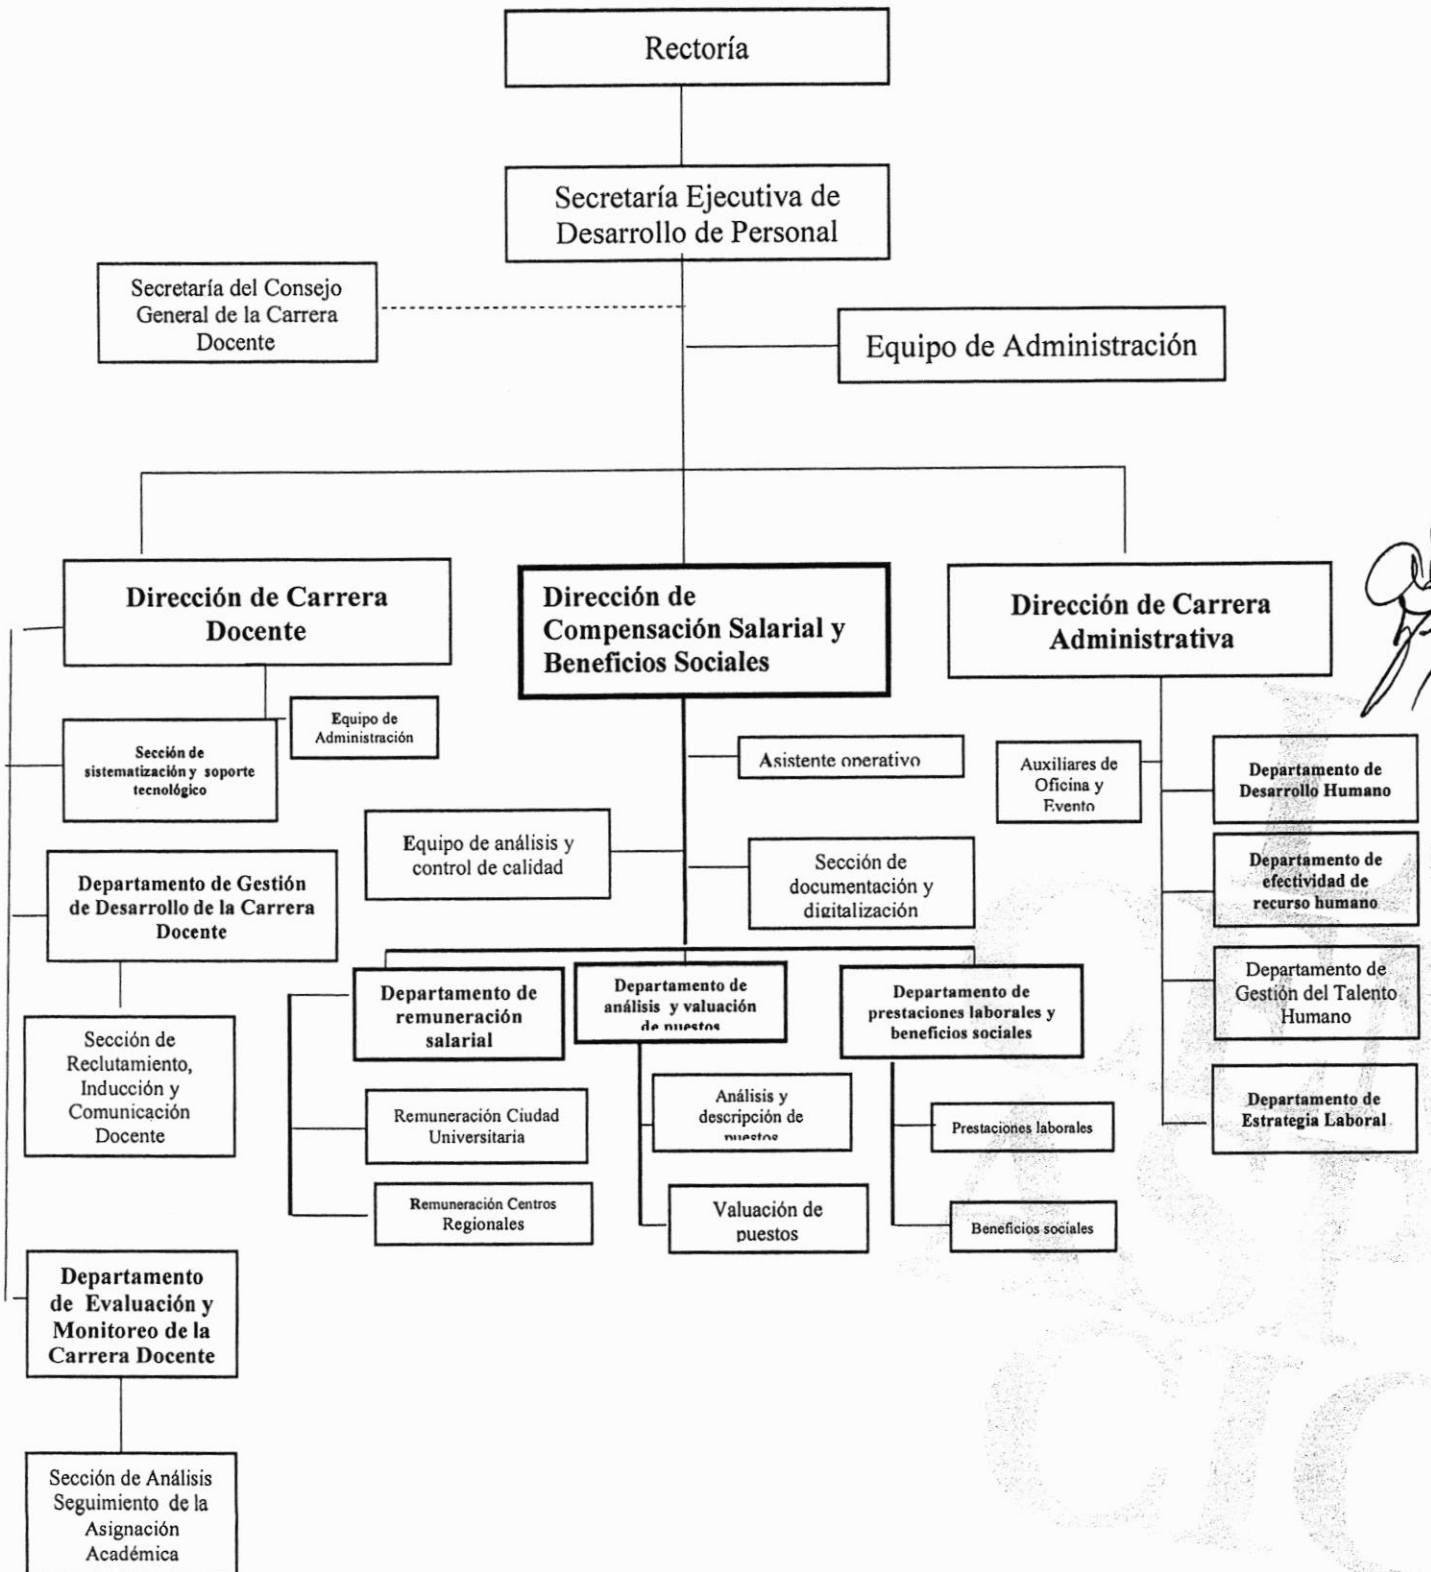 Rectoría
Secretaría Ejecutiva de
Desarrollo de Personal
Secretaría del Consejo
General de la Carrera
Docente
Equipo de Administración
Dirección de Carrera
Docente
Dirección de
Compensación Salarial y
Beneficios Sociales
Dirección de Carrera
Administrativa
Equipo de
Administración
Sección de
sistematización y soporte
tecnológico
Departamento de Gestión
de Desarrollo de la Carrera
Docente
Sección de
Reclutamiento,
Inducción y
Comunicación
Docente
Departamento
de Evaluación y
Monitoreo de la
Carrera Docente
Sección de Análisis
Seguimiento de la
Asignación
Académica
Asistente operativo
Equipo de análisis y
control de calidad
Sección de
documentación y
digitalización
Departamento de
remuneración
salarial
Remuneración Ciudad
Universitaria
Remuneración Centros
Regionales
Departamento de
análisis y valuación
de puestos
Análisis y
descripción de
puestos
Valuación de
puestos
Departamento de
prestaciones laborales y
beneficios sociales
Prestaciones laborales
Beneficios sociales
Auxiliares de
Oficina y
Evento
Departamento de
Desarrollo Humano
Departamento de
efectividad de
recurso humano
Departamento de
Gestión del Talento
Humano
Departamento de
Estrategia Laboral